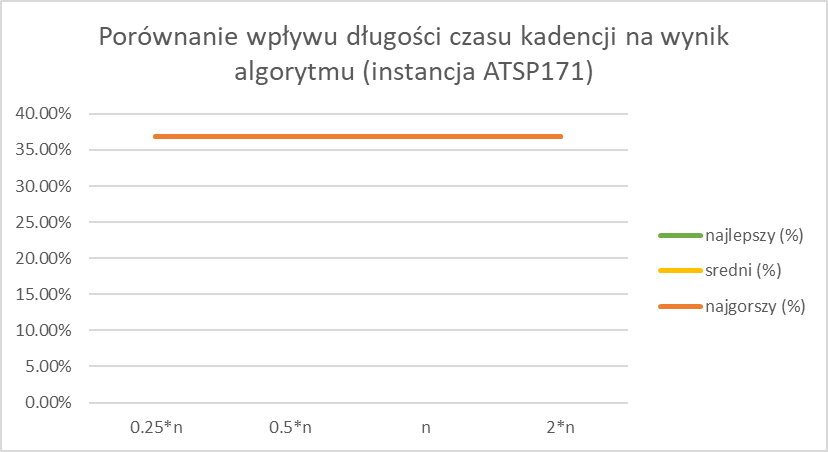 Porównanie wpływu długości czasu kadencji na wynik
algorytmu (instancja ATSP171)
40.00%
35.00%
30.00%
25.00%
20.00%
15.00%
10.00%
5.00%
0.00%
0.25*n
0.5*n
n
2*n
najlepszy (%)
sredni (%)
najgorszy (%)